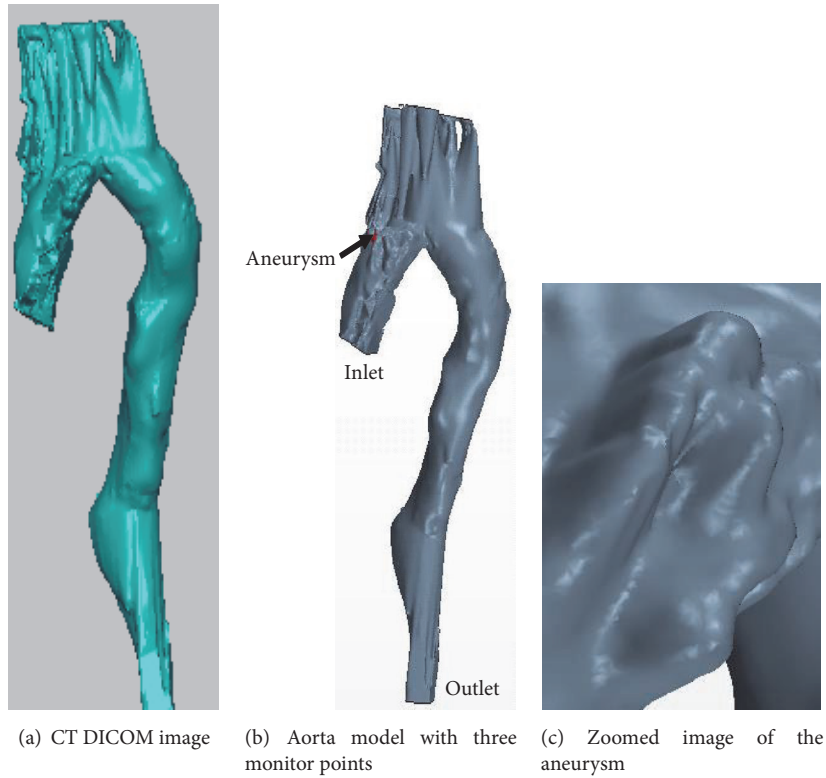 Aneurysm
Inlet
Outlet
(a) CT DICOM image
(b) Aorta model with three
monitor points
(c) Zoomed image of the
aneurysm